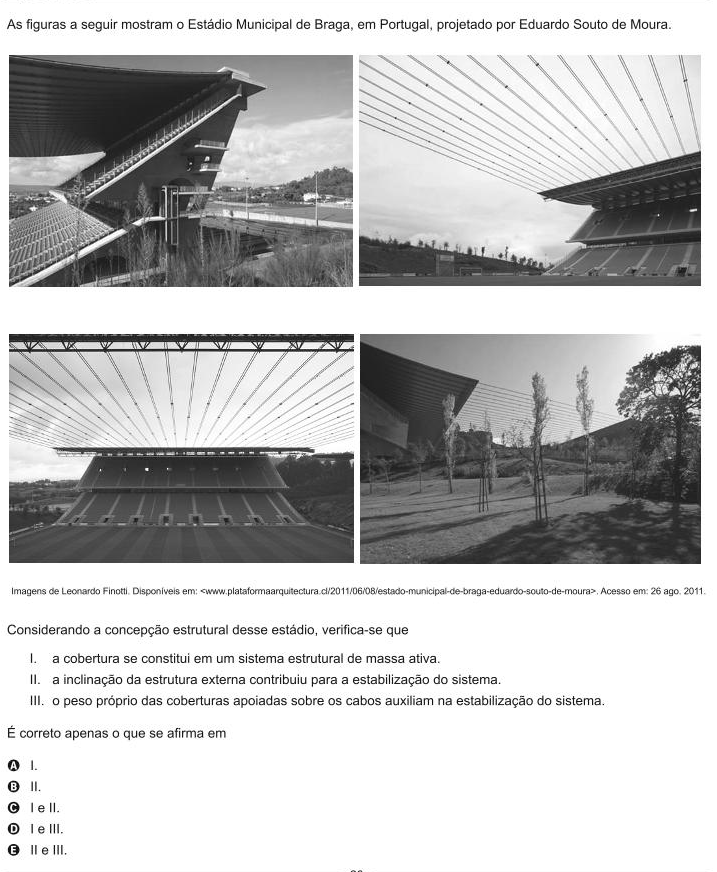 As figuras a seguir mostram o Estádio Municipal de Braga, em Portugal, projetado por Eduardo Souto de Moura.
Imagens de Leonardo Finotti. Disponíveis em: <www.plataformaarquitectura.cl/2011/06/08/estado-municipal-de-braga-eduardo-souto-de-moura>. Acesso em: 26 ago. 2011.
Considerando a concepção estrutural desse estádio, verifica-se que
I. a cobertura se constitui em um sistema estrutural de massa ativa.
II. a inclinação da estrutura externa contribuiu para a estabilização do sistema.
III. o peso próprio das coberturas apoiadas sobre os cabos auxiliam na estabilização do sistema.
É correto apenas o que se afirma em
A I.
B II.
C I e II.
D I e III.
E II e III.